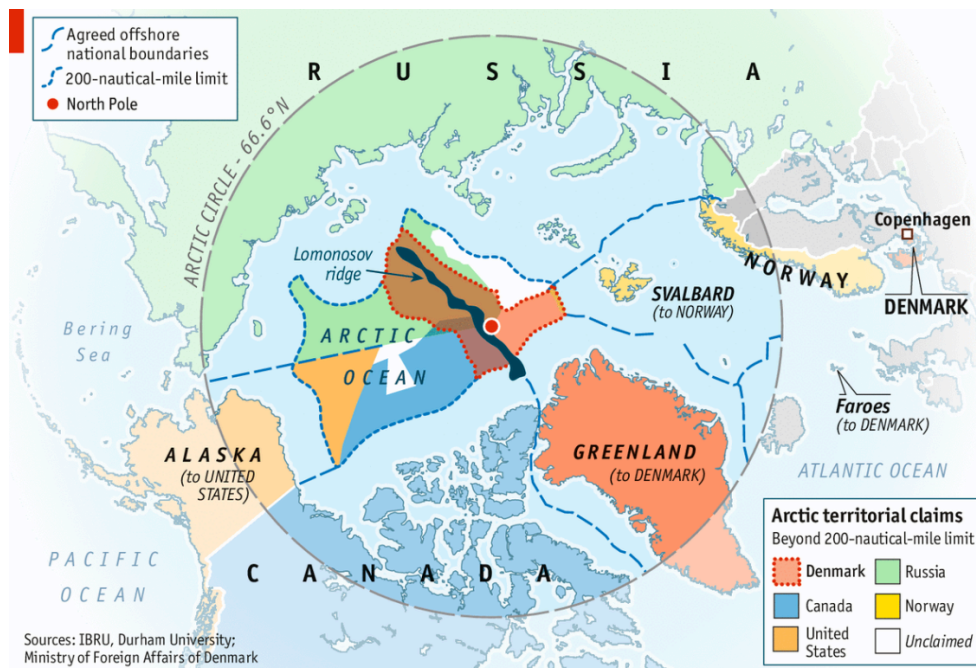 Agreed offshore
national boundaries
200-nautical-mile limit
North Pole
RUSSIA
ARCTIC CIRCLE - 66.6°N
Lomonosov
ridge
Copenhagen
NORWAY
DENMARK
SVALBARD
(to NORWAY)
Bering
Sea
ARCTIC
OCEAN
Faroes
(to DENMARK)
ALASKA
(to UNITED
STATES)
GREENLAND
(to DENMARK)
ATLANTIC OCEAN
PACIFIC
OCEAN
CANADA
Arctic territorial claims
Beyond 200-nautical-mile limit
Denmark
Russia
Canada
Norway
United
States
Unclaimed
Sources: IBRU, Durham University;
Ministry of Foreign Affairs of Denmark